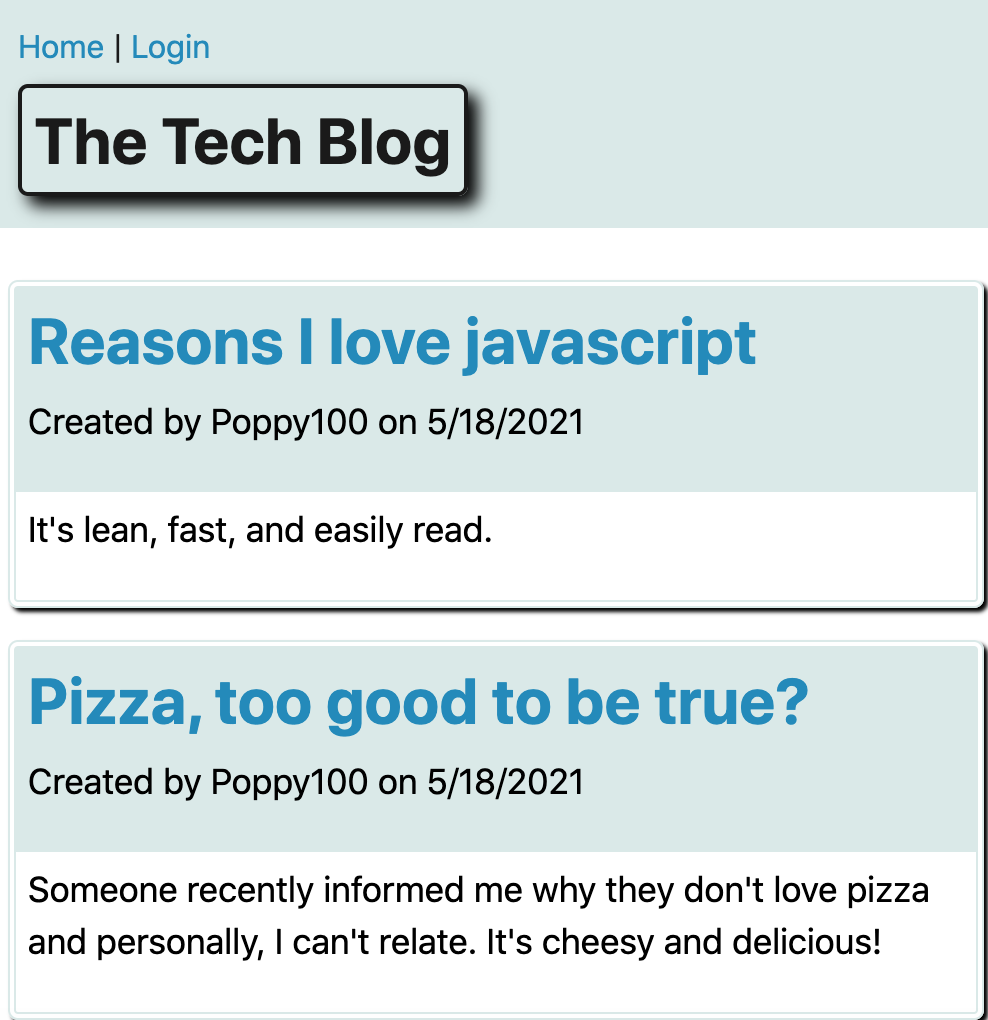 Home | Login
The Tech Blog
Reasons I love javascript
Created by Poppy100 on 5/18/2021
It's lean, fast, and easily read.
Pizza, too good to be true?
Created by Poppy100 on 5/18/2021
Someone recently informed me why they don't love pizza
and personally, I can't relate. It's cheesy and delicious!